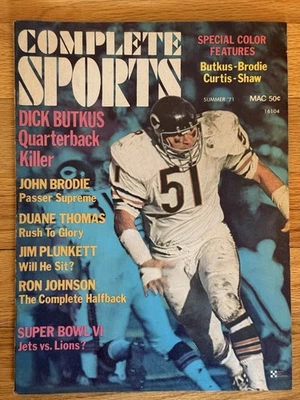 COMPLETE
SPORTS
SPECIAL COLOR
FEATURES
Butkus-Brodie
Curtis-Shaw
SUMMER '71
MAC 50¢
16104
DICK BUTKUS
Quarterback
Killer
JOHN BRODIE
Passer Supreme
DUANE THOMAS
Rush To Glory
JIM PLUNKETT
Will He Sit?
RON JOHNSON
The Complete Halfback
SUPER BOWL VI
Jets vs. Lions?
51